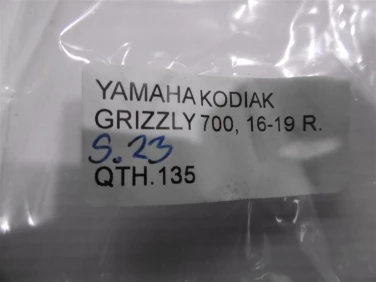 YAMAHA KODIAK
GRIZZLY 700, 16-19 R.
S.23
QTH.135